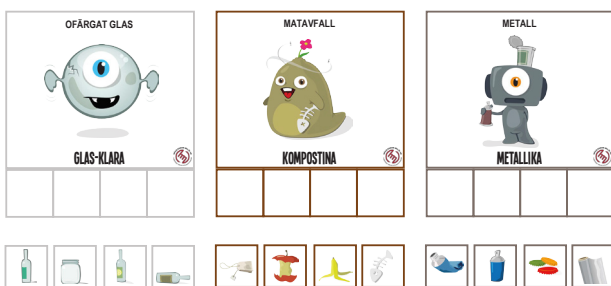 OFÄRGAT GLAS
GLAS-KLARA
MATAVFALL
KOMPOSTINA
METALL
METALLIKA